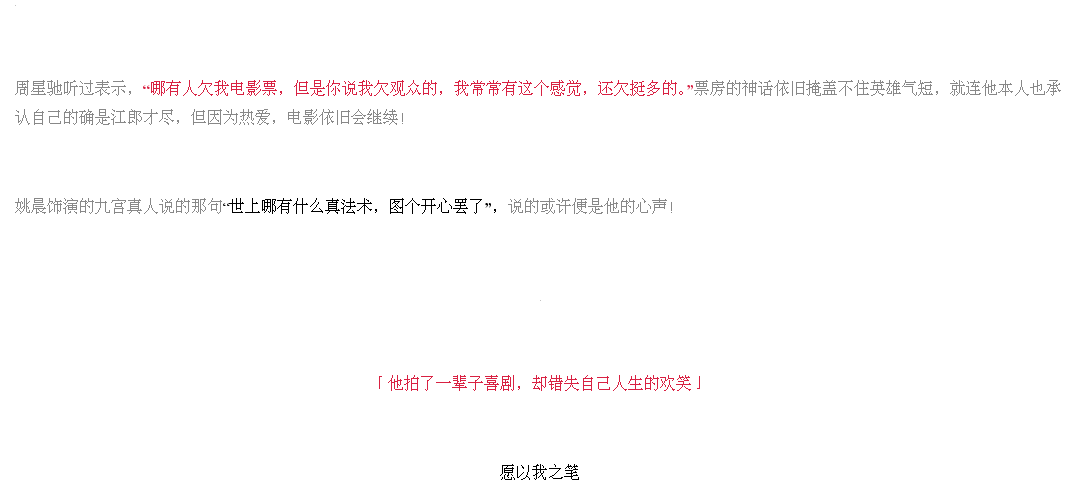 周星驰听过表示，“哪有人欠我电影票，但是你说我欠观众的，我常常有这个感觉，还欠挺多的。”票房的神话依旧掩盖不住英雄气短，就连他本人也承
认自己的确是江郎才尽，但因为热爱，电影依旧会继续！
姚晨饰演的九宫真人说的那句“世上哪有什么真法术，图个开心罢了”，说的或许便是他的心声！
「他拍了一辈子喜剧，却错失自己人生的欢笑」
愿以我之笔